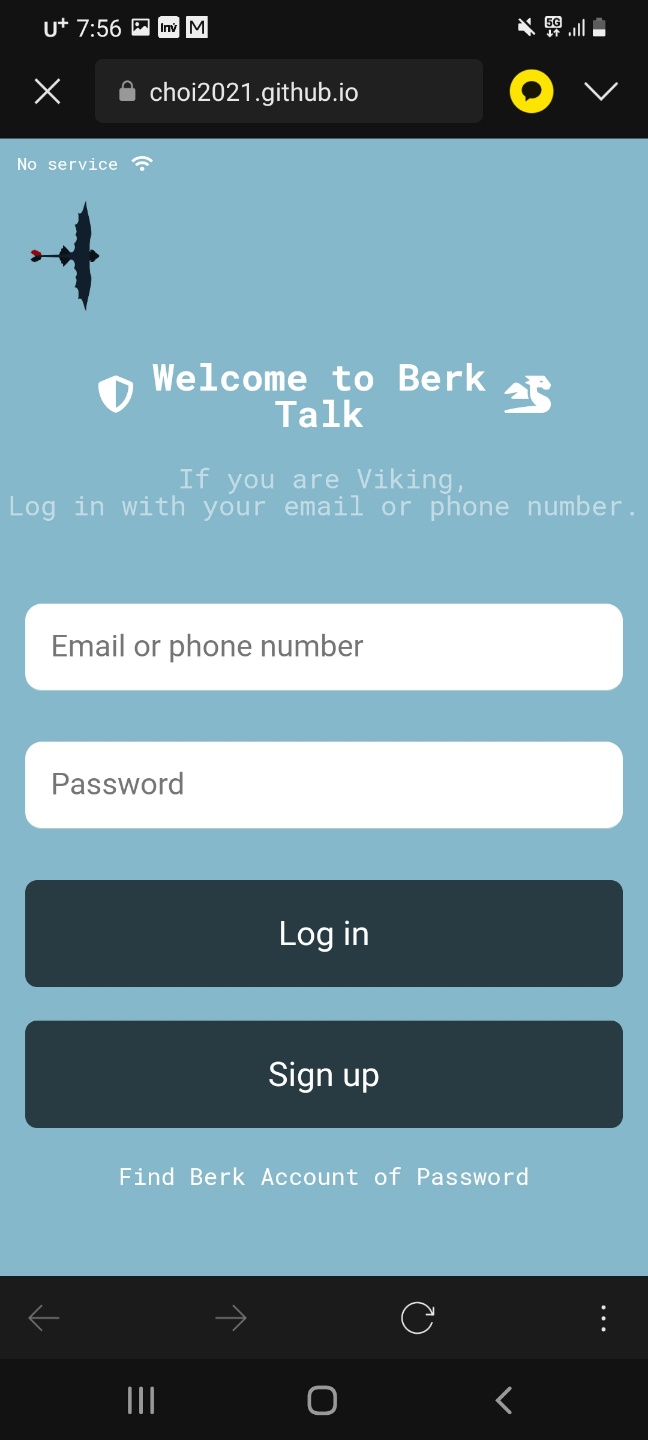 U+ 7:56 inv M 5G
choi2021.github.io
No service
Welcome to Berk
Talk
If you are Viking,
Log in with your email or phone number.
Email or phone number
Password
Log in
Sign up
Find Berk Account of Password